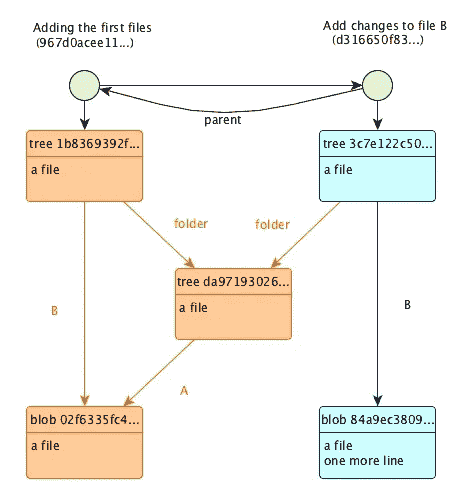 Adding the first files
(967d0acee11...)
Add changes to file B
(d316650f83...)
parent
tree 1b8369392f...
a file
tree 3c7e122c50...
a file
folder
folder
tree da97193026...
a file
B
B
A
blob 02f6335fc4...
a file
blob 84a9ec3809...
a file
one more line